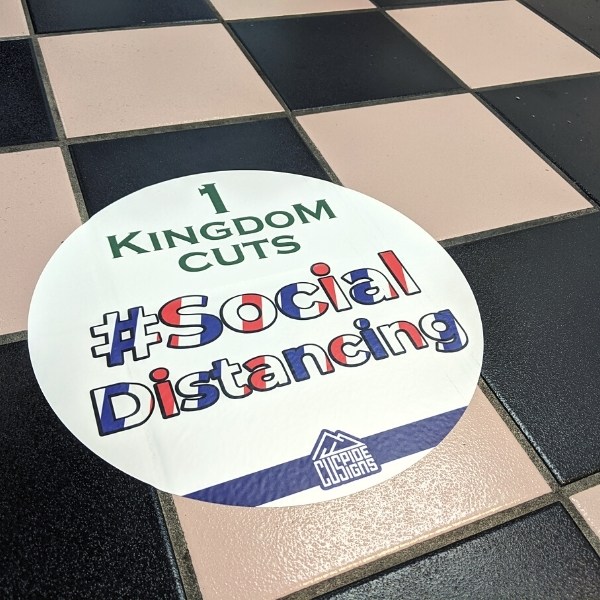 1
KINGDOM
CUTS
#Social
Distancing
CUSPIDE
SIGNS